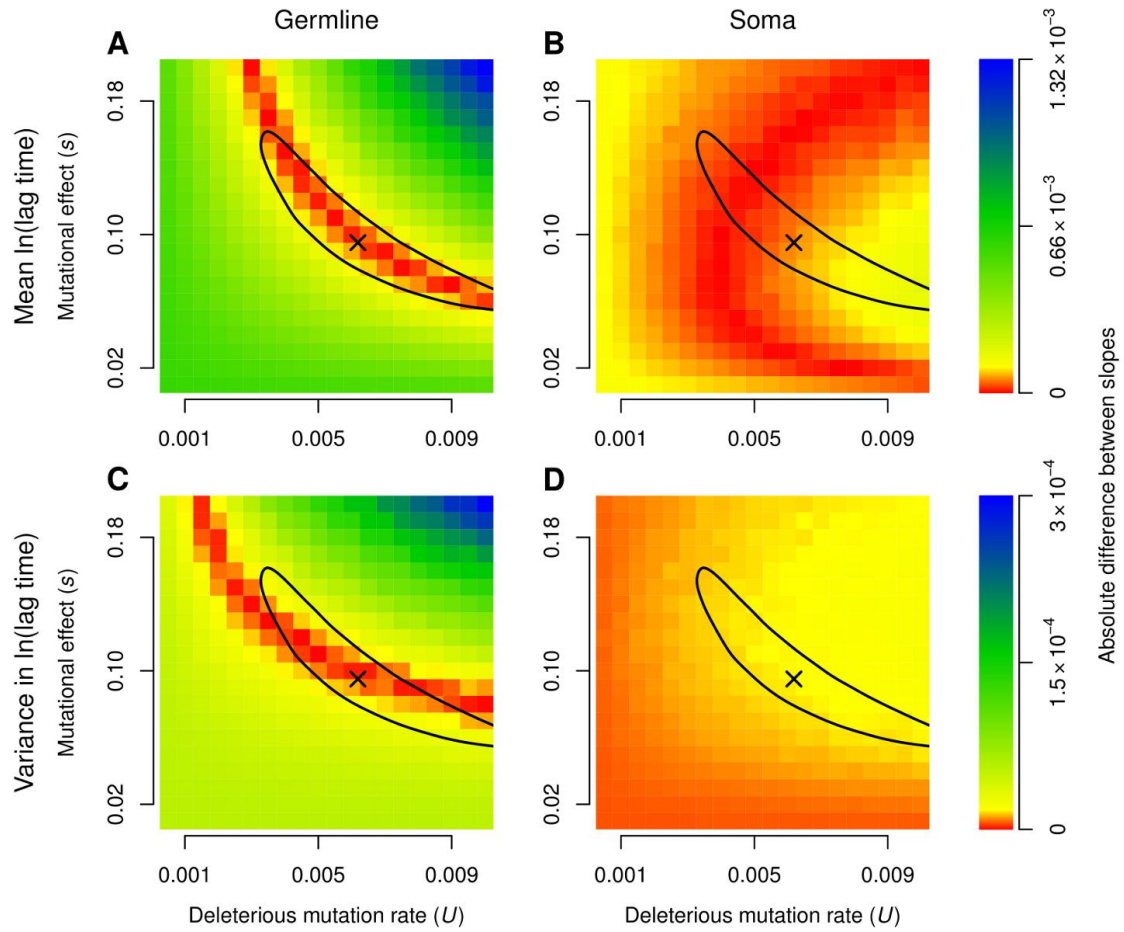 Germline
Soma
A
B
Mean ln(lag time)
Mutational effect (s)
0.18
0.10
0.02
0.001
0.005
0.009
0.18
0.10
0.02
0.001
0.005
0.009
1.32 × 10⁻³
0.66 × 10⁻³
0
C
D
Variance in ln(lag time)
Mutational effect (s)
0.18
0.10
0.02
0.001
0.005
0.009
Deleterious mutation rate (U)
0.18
0.10
0.02
0.001
0.005
0.009
Deleterious mutation rate (U)
3 × 10⁻⁴
1.5 × 10⁻⁴
0
Absolute difference between slopes